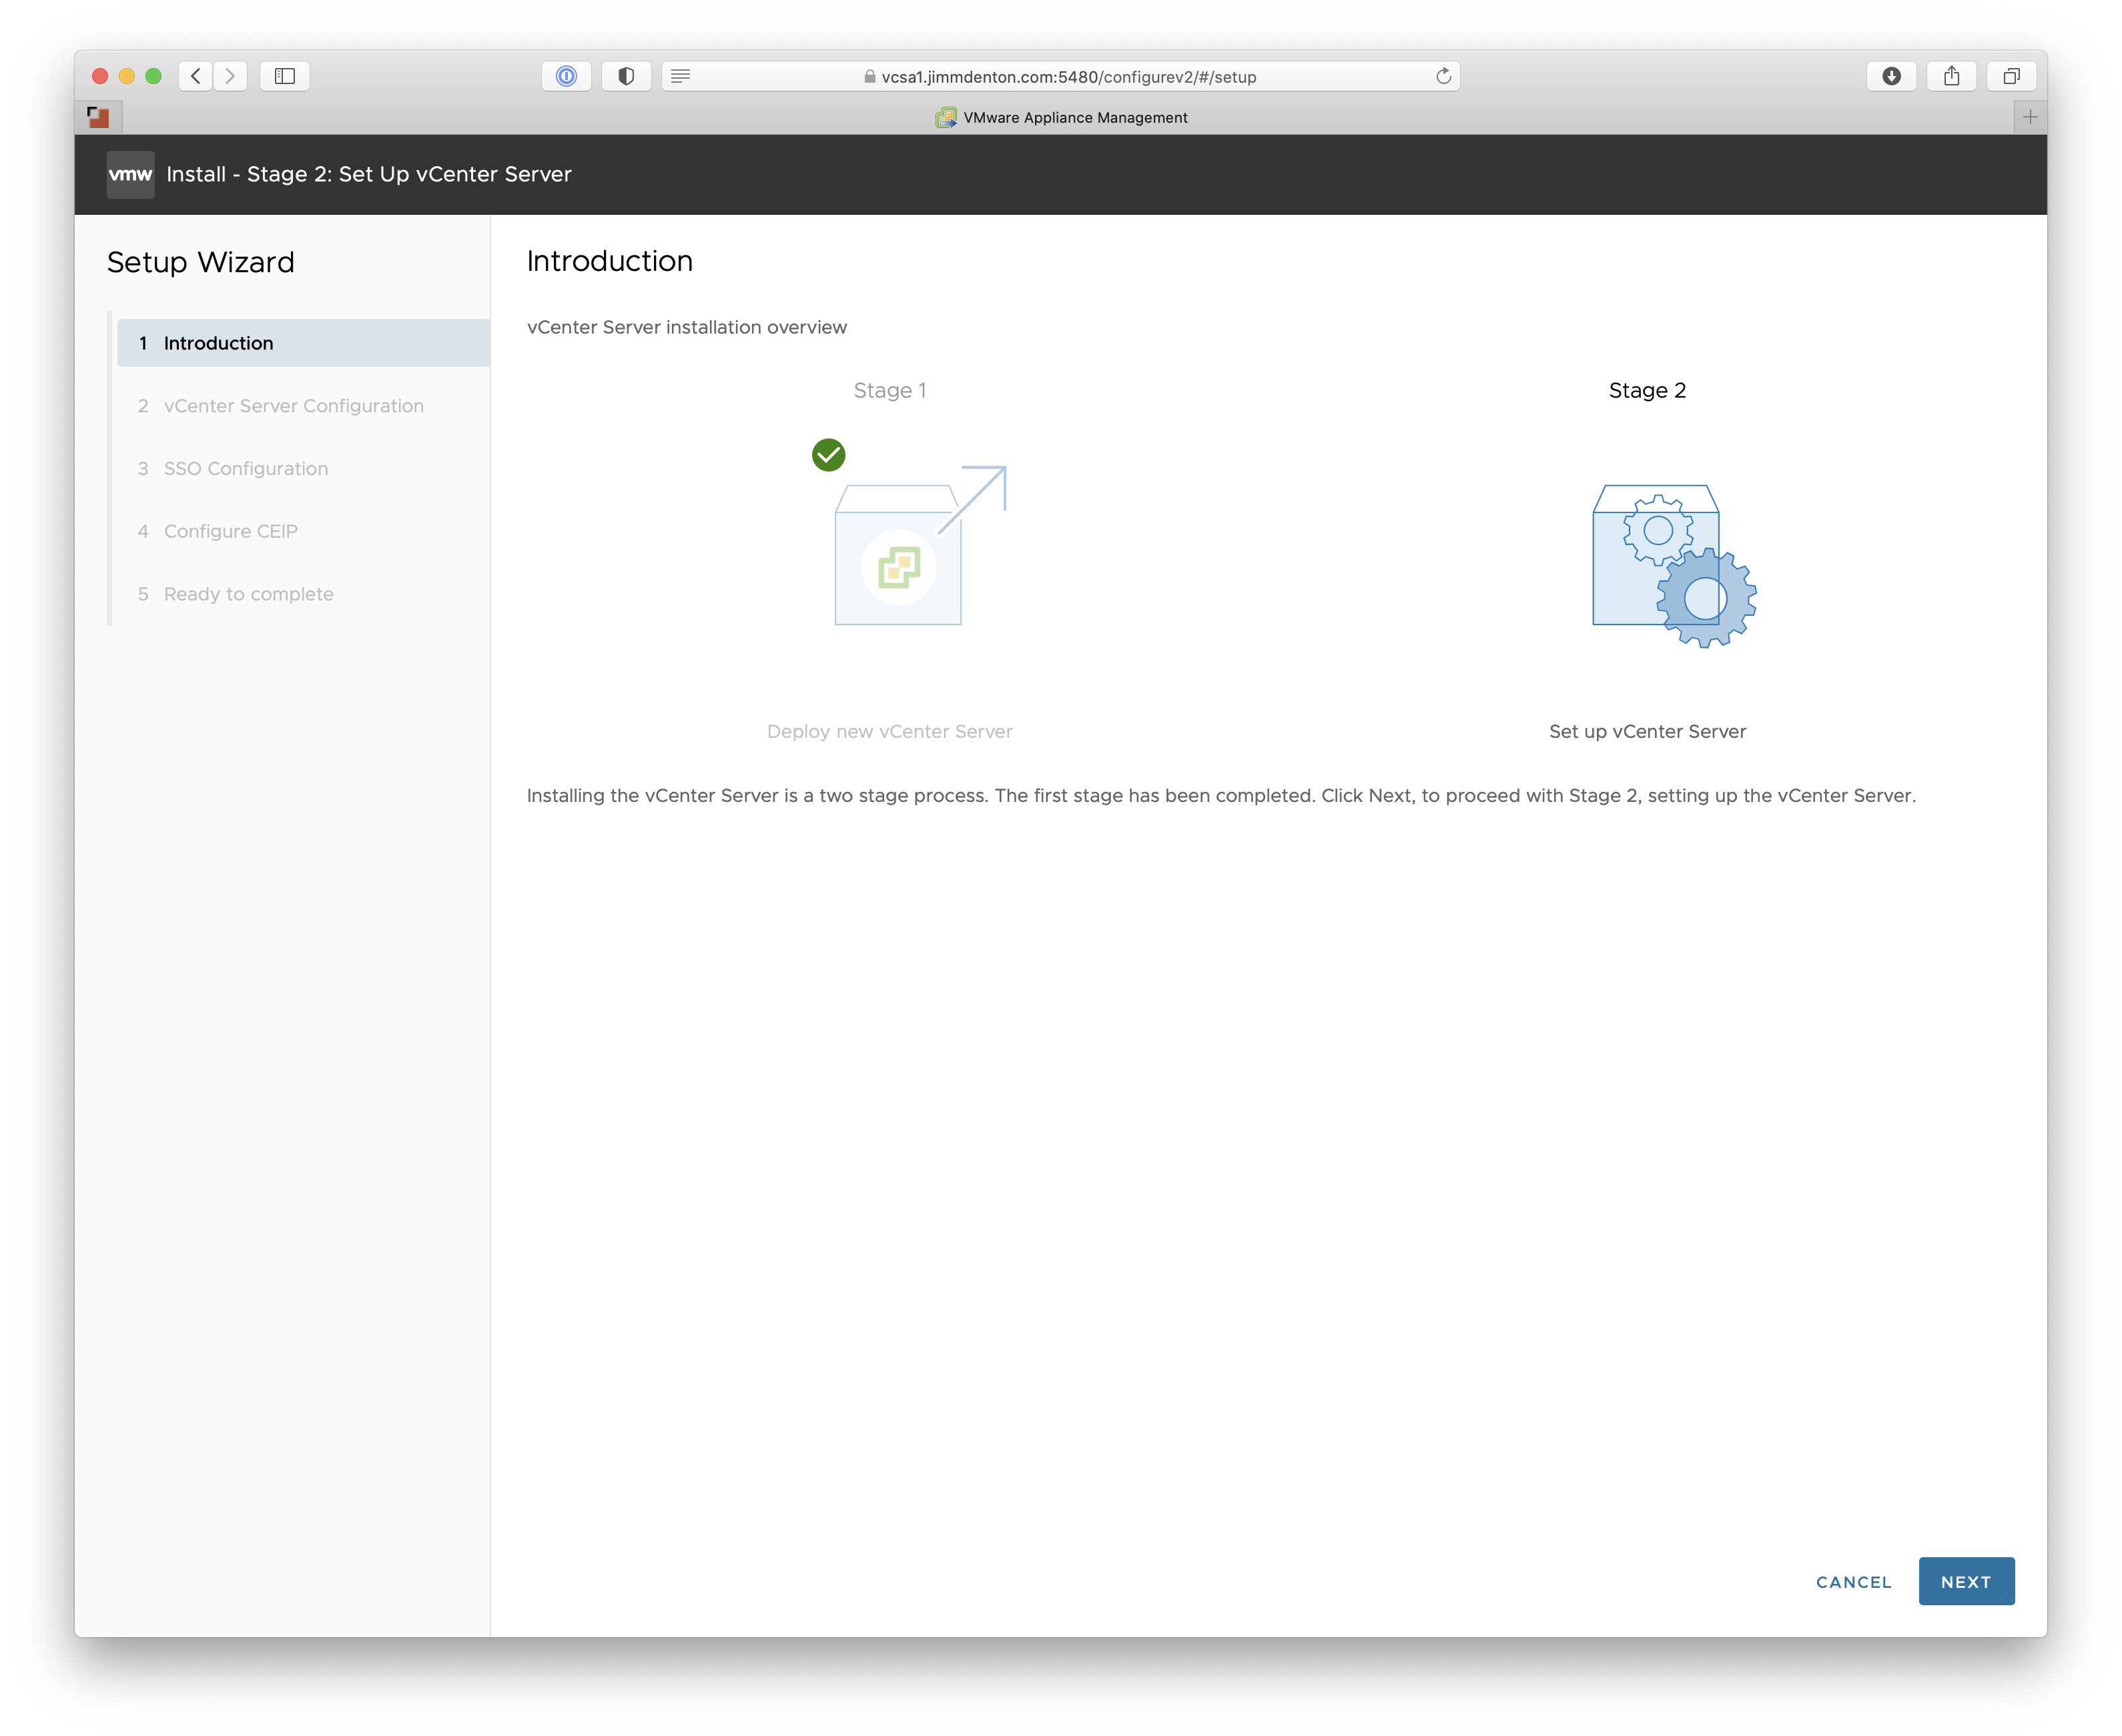 vcsa1.jimmdenton.com:5480/configurev2/#/setup
VMware Appliance Management
vmw Install - Stage 2: Set Up vCenter Server
Setup Wizard
1 Introduction
2 vCenter Server Configuration
3 SSO Configuration
4 Configure CEIP
5 Ready to complete
Introduction
vCenter Server installation overview
Stage 1
Stage 2
Deploy new vCenter Server
Set up vCenter Server
Installing the vCenter Server is a two stage process. The first stage has been completed. Click Next, to proceed with Stage 2, setting up the vCenter Server.
CANCEL
NEXT